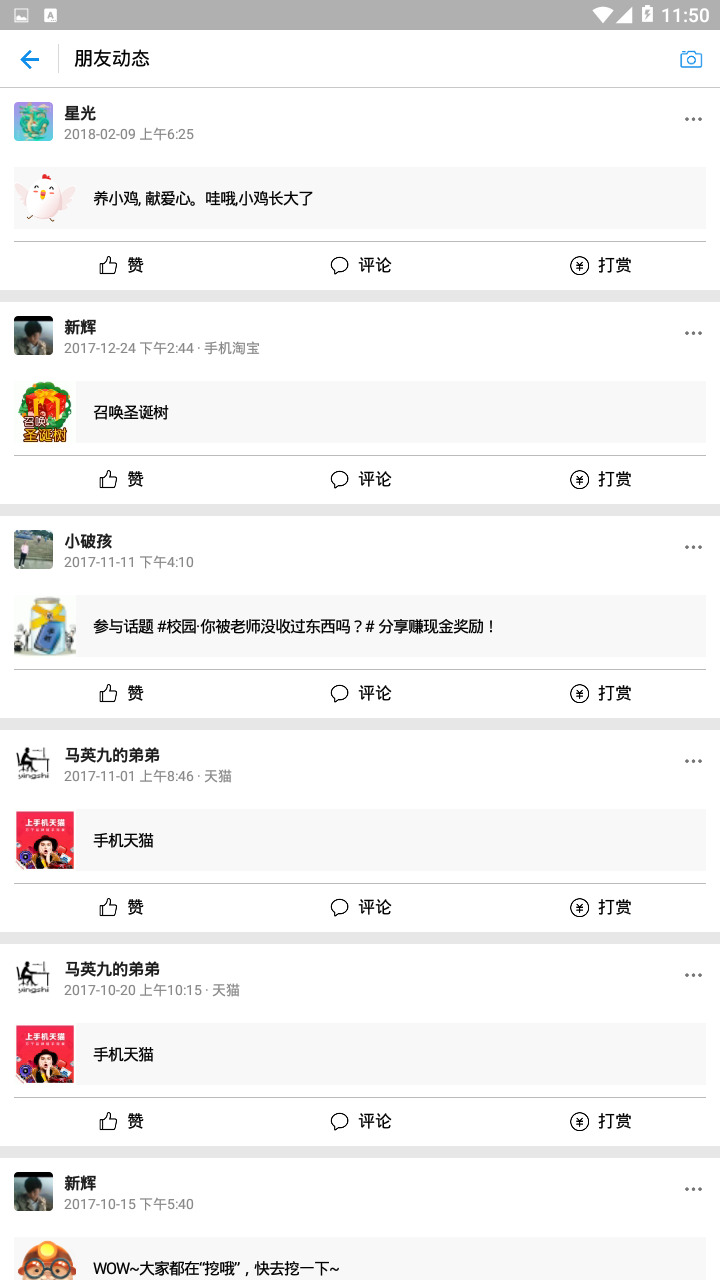 11:50
朋友动态
星光
2018-02-09 上午6:25
养小鸡, 献爱心。哇哦,小鸡长大了
赞 评论 打赏
新辉
2017-12-24 下午2:44 · 手机淘宝
召唤
圣诞树
召唤圣诞树
赞 评论 打赏
小破孩
2017-11-11 下午4:10
参与话题 #校园·你被老师没收过东西吗？# 分享赚现金奖励！
赞 评论 打赏
马英九的弟弟
yingshi
2017-11-01 上午8:46 · 天猫
上手机天猫
手机天猫
赞 评论 打赏
马英九的弟弟
yingshi
2017-10-20 上午10:15 · 天猫
上手机天猫
手机天猫
赞 评论 打赏
新辉
2017-10-15 下午5:40
WOW~大家都在“挖哦”，快去挖一下~